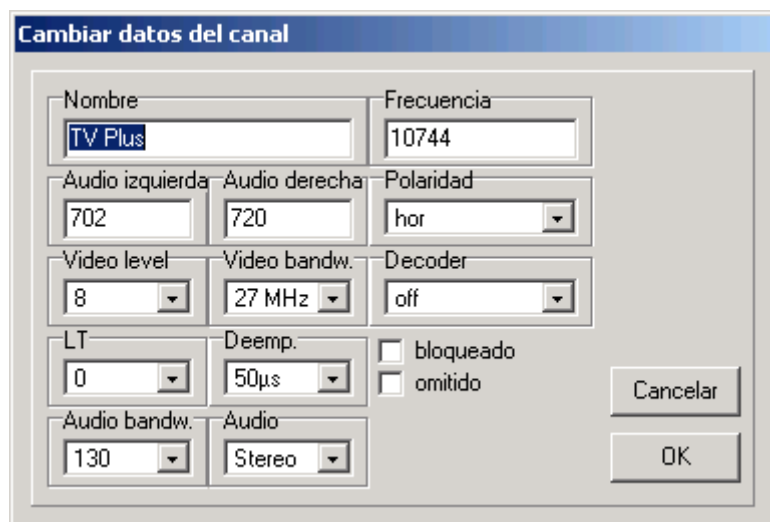 Cambiar datos del canal
Nombre Frecuencia
TV Plus 10744
Audio izquierda Audio derecha Polaridad
702 720 hor
Video level Video bandw. Decoder
8 27 MHz off
LT Deemp.
bloqueado
0 50µs
omitido
Cancelar
Audio bandw. Audio
130 Stereo
OK